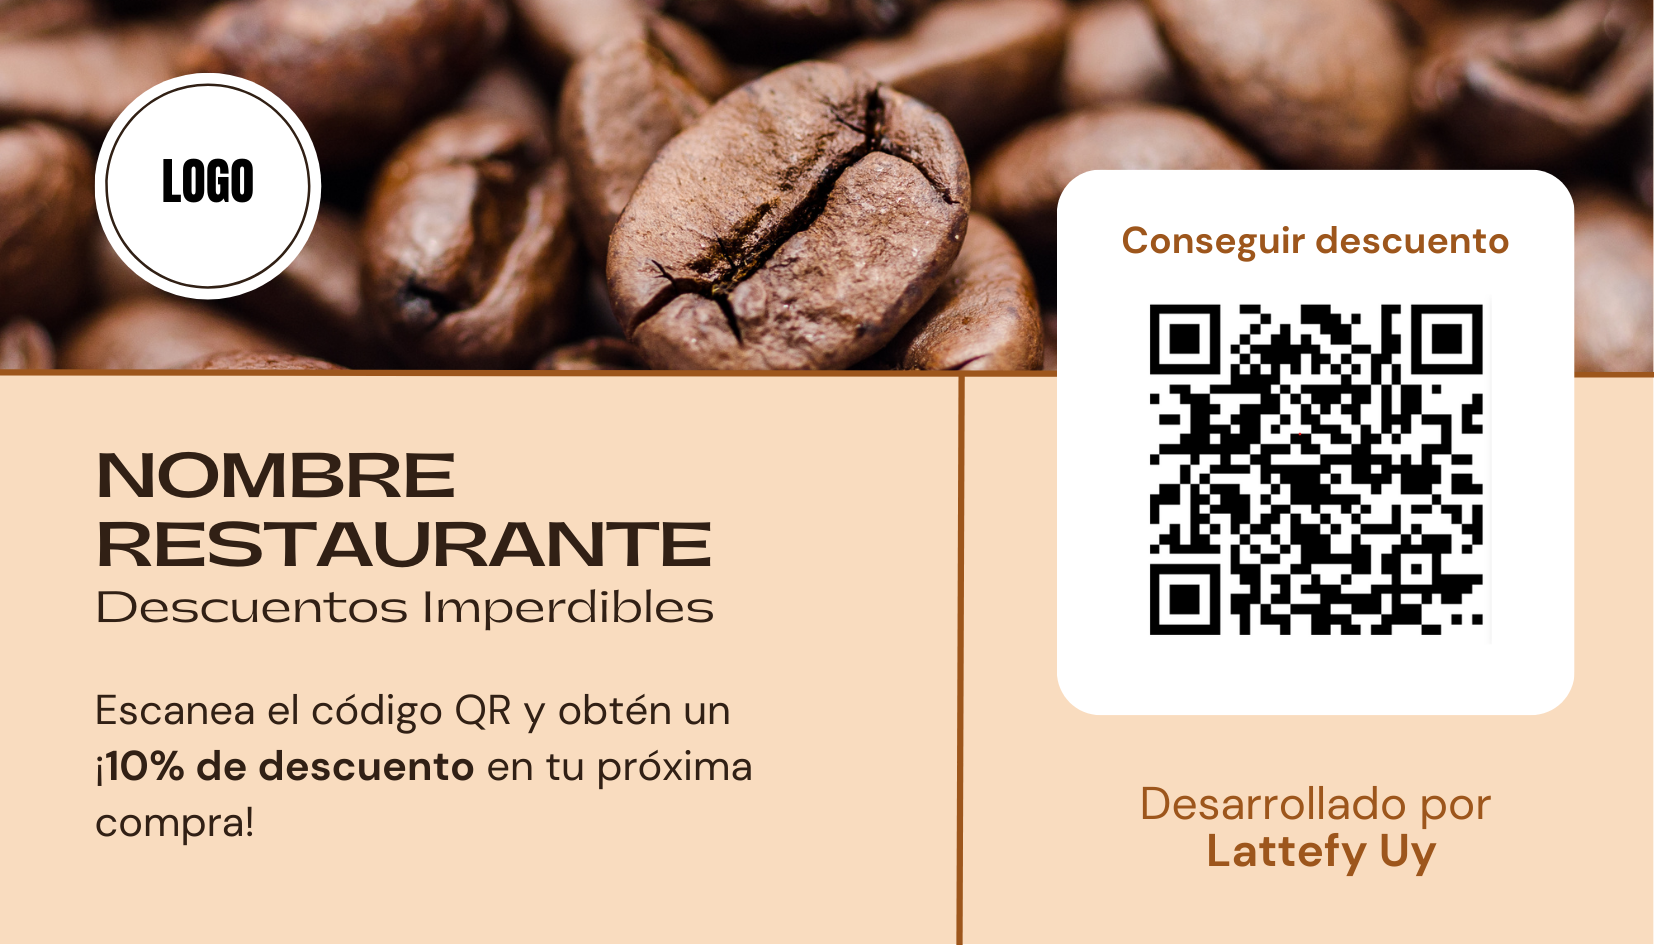 LOGO
Conseguir descuento
NOMBRE
RESTAURANTE
Descuentos Imperdibles
Escanea el código QR y obtén un
¡10% de descuento en tu próxima
compra!
Desarrollado por
Lattefy Uy